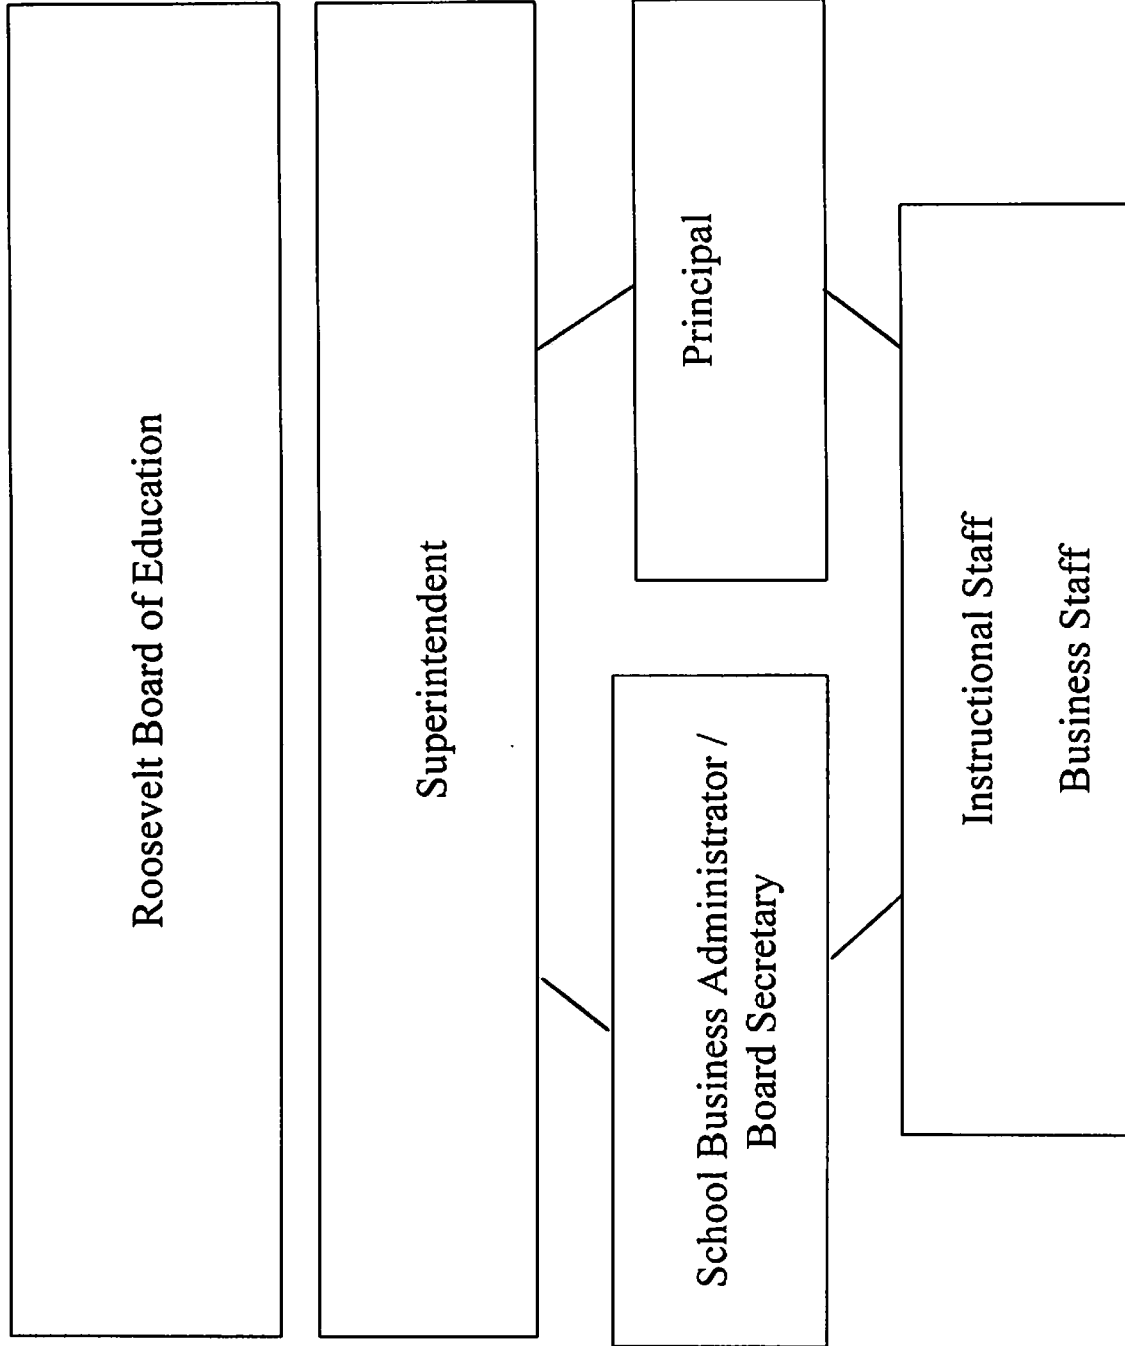 Roosevelt Board of Education
Superintendent
School Business Administrator /
Board Secretary
Principal
Instructional Staff
Business Staff